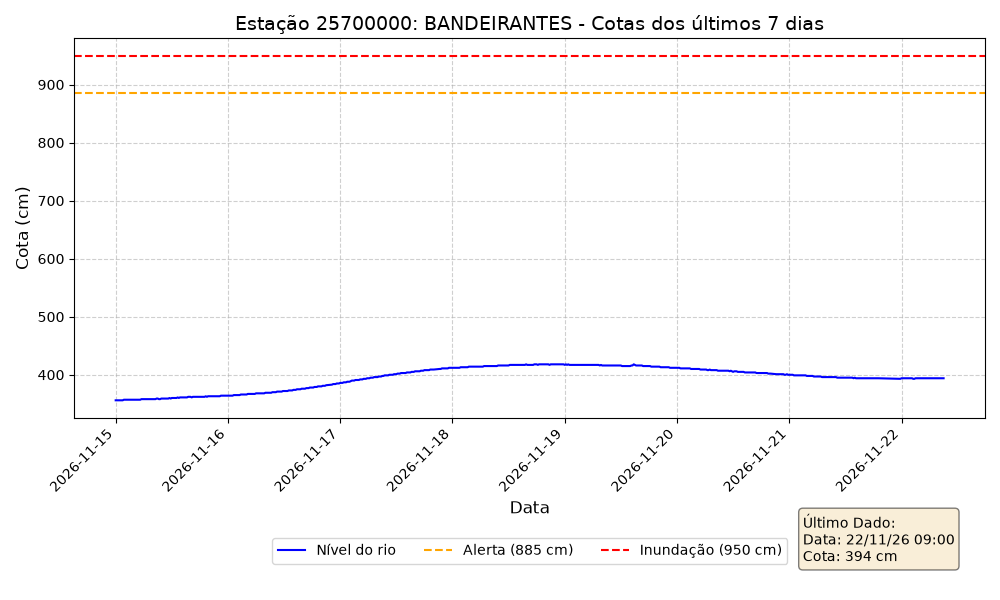 Estação 25700000: BANDEIRANTES - Cotas dos últimos 7 dias
Cota (cm)
900
800
700
600
500
400
2026-11-15
2026-11-16
2026-11-17
2026-11-18
2026-11-19
2026-11-20
2026-11-21
2026-11-22
Data
Nível do rio
Alerta (885 cm)
Inundação (950 cm)
Último Dado:
Data: 22/11/26 09:00
Cota: 394 cm